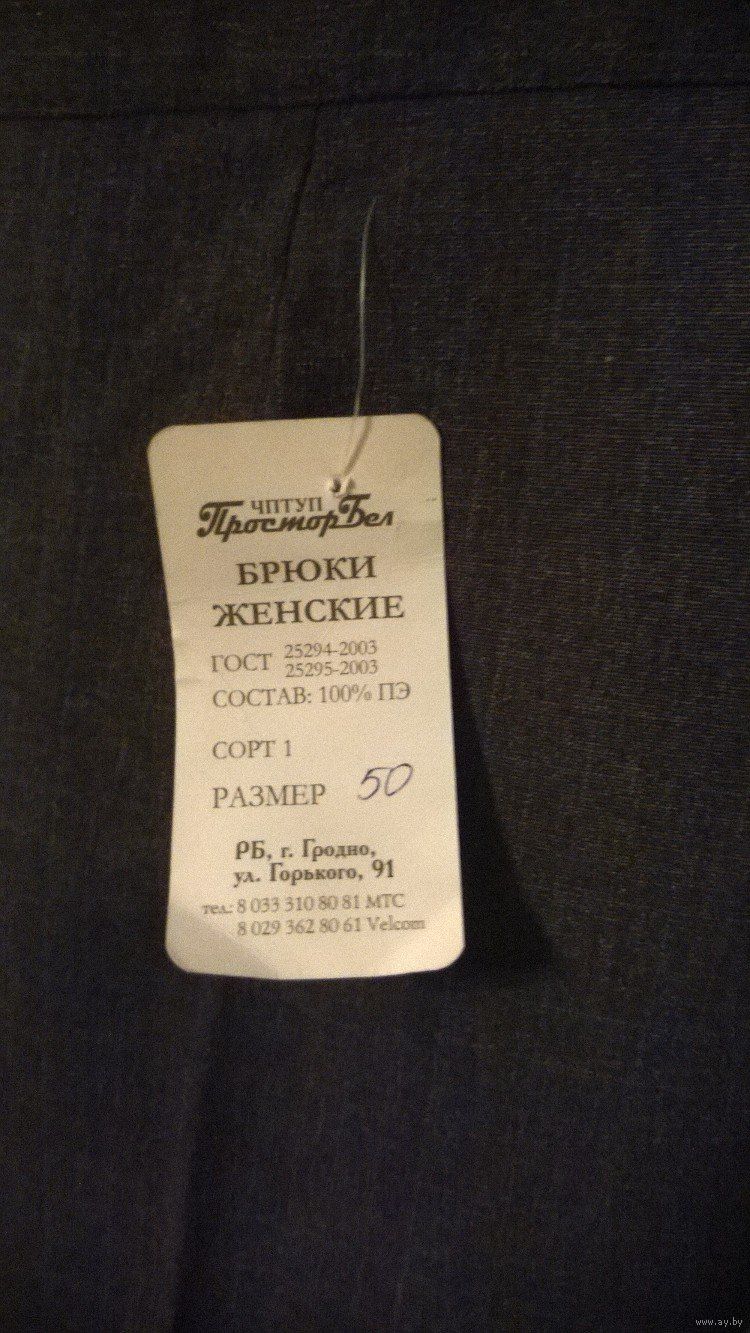 ЧПТУП
ПросторБел
БРЮКИ
ЖЕНСКИЕ
ГОСТ 25294-2003
25295-2003
СОСТАВ: 100% ПЭ
СОРТ 1
РАЗМЕР 50
РБ, г. Гродно,
ул. Горького, 91
тел.: 8 033 310 80 81 МТС
8 029 362 80 61 Velcom
www.ay.by